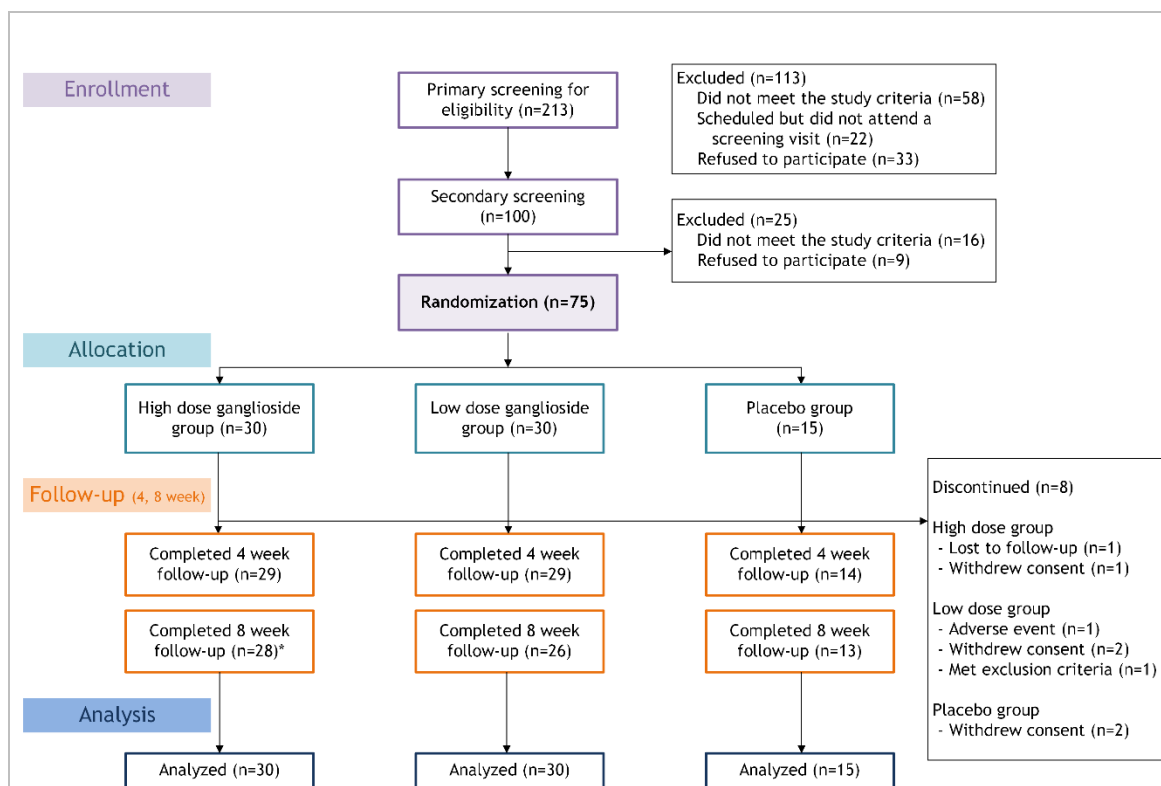 Enrollment
Primary screening for
eligibility (n=213)
Excluded (n=113)
Did not meet the study criteria (n=58)
Scheduled but did not attend a
screening visit (n=22)
Refused to participate (n=33)
Secondary screening
(n=100)
Excluded (n=25)
Did not meet the study criteria (n=16)
Refused to participate (n=9)
Randomization (n=75)
Allocation
High dose ganglioside
group (n=30)
Low dose ganglioside
group (n=30)
Placebo group
(n=15)
Follow-up (4, 8 week)
Discontinued (n=8)
High dose group
- Lost to follow-up (n=1)
- Withdrew consent (n=1)
Low dose group
- Adverse event (n=1)
- Withdrew consent (n=2)
- Met exclusion criteria (n=1)
Placebo group
- Withdrew consent (n=2)
Completed 4 week
follow-up (n=29)
Completed 4 week
follow-up (n=29)
Completed 4 week
follow-up (n=14)
Completed 8 week
follow-up (n=28)*
Completed 8 week
follow-up (n=26)
Completed 8 week
follow-up (n=13)
Analysis
Analyzed (n=30)
Analyzed (n=30)
Analyzed (n=15)